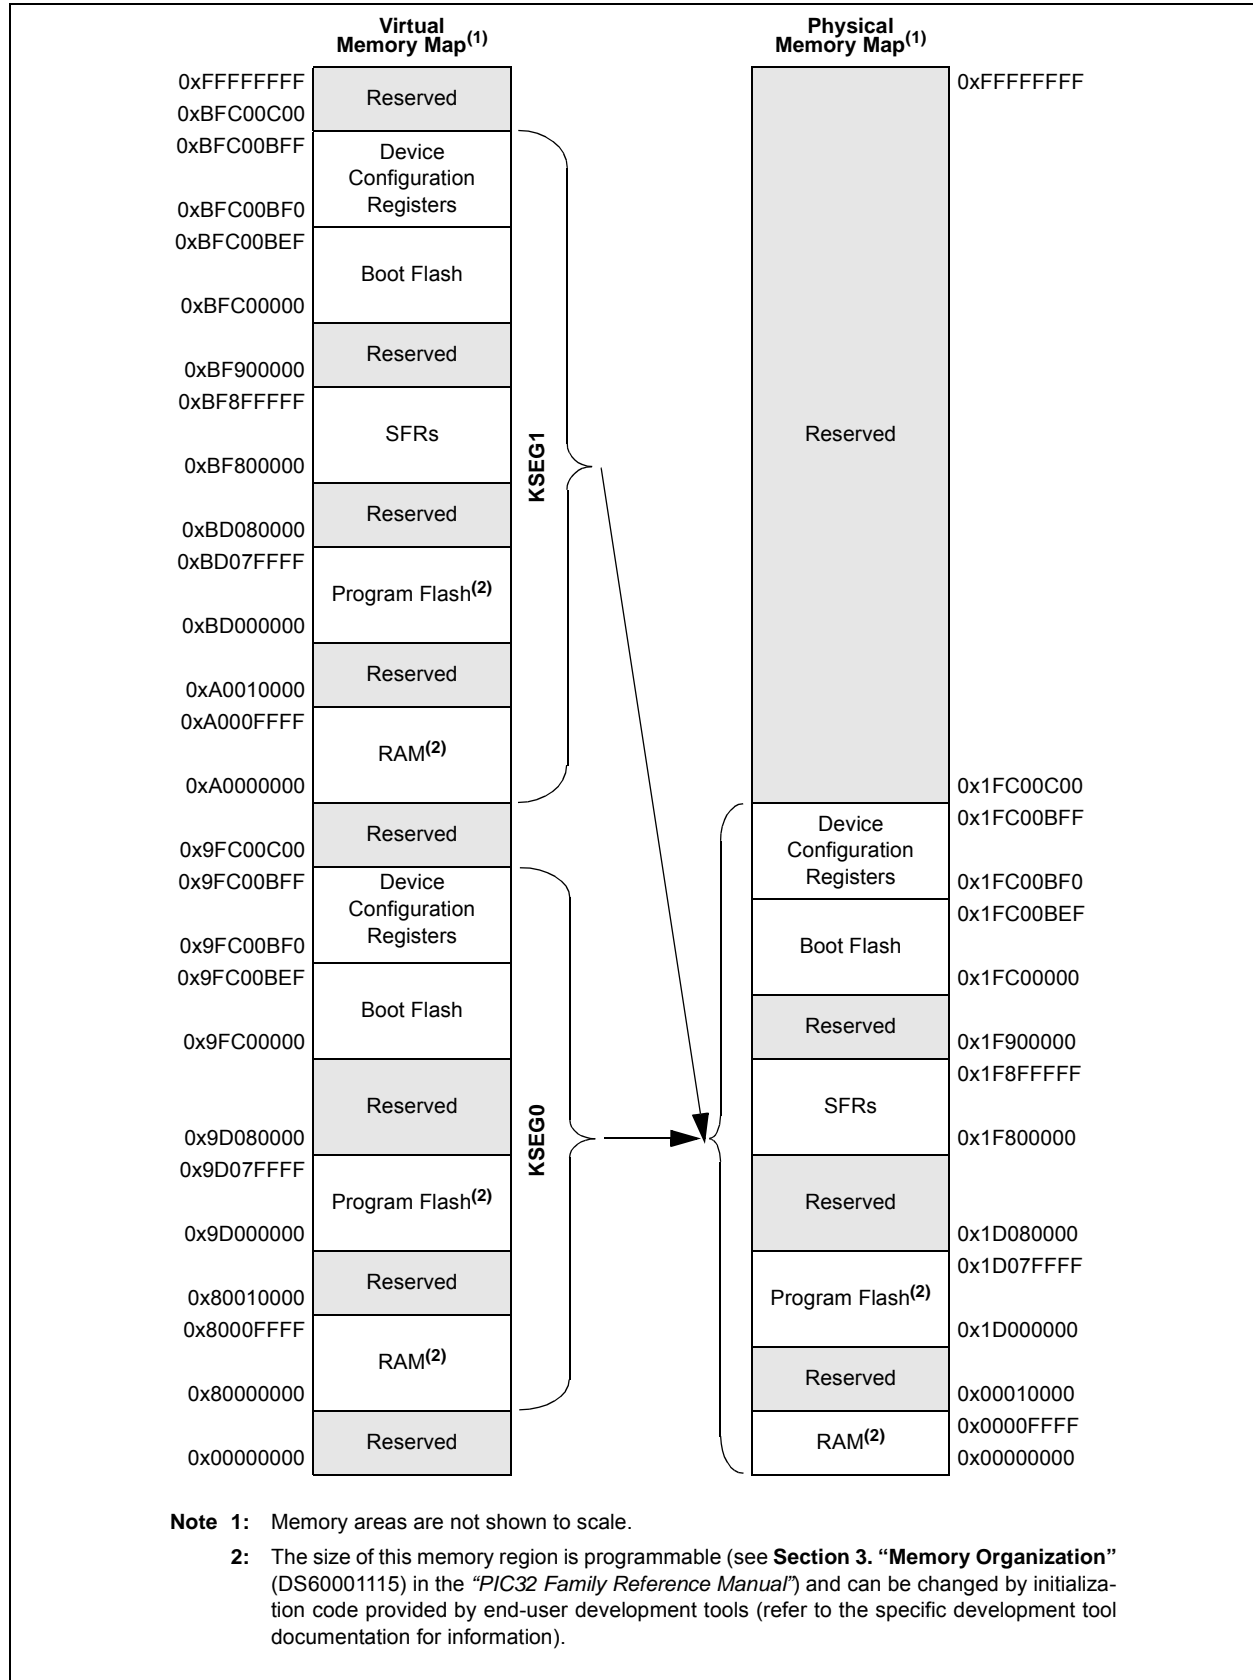 Virtual
Memory Map(1)
Physical
Memory Map(1)
0xFFFFFFFF
Reserved
0xBFC00C00
0xBFC00BFF
Device
Configuration
Registers
0xBFC00BF0
0xBFC00BEF
Boot Flash
0xBFC00000
Reserved
0xBF900000
0xBF8FFFFF
SFRs
0xBF800000
Reserved
0xBD080000
0xBD07FFFF
Program Flash(2)
0xBD000000
Reserved
0xA0010000
0xA000FFFF
RAM(2)
0xA0000000
KSEG1
Reserved
0x9FC00C00
0x9FC00BFF
Device
Configuration
Registers
0x9FC00BF0
0x9FC00BEF
Boot Flash
0x9FC00000
Reserved
0x9D080000
0x9D07FFFF
Program Flash(2)
0x9D000000
Reserved
0x80010000
0x8000FFFF
RAM(2)
0x80000000
KSEG0
Reserved
0x00000000
0xFFFFFFFF
Reserved
0x1FC00C00
0x1FC00BFF
Device
Configuration
Registers
0x1FC00BF0
0x1FC00BEF
Boot Flash
0x1FC00000
Reserved
0x1F900000
0x1F8FFFFF
SFRs
0x1F800000
Reserved
0x1D080000
0x1D07FFFF
Program Flash(2)
0x1D000000
Reserved
0x00010000
0x0000FFFF
RAM(2)
0x00000000
Note 1: Memory areas are not shown to scale.
2: The size of this memory region is programmable (see Section 3. “Memory Organization”
(DS60001115) in the “PIC32 Family Reference Manual”) and can be changed by initializa-
tion code provided by end-user development tools (refer to the specific development tool
documentation for information).